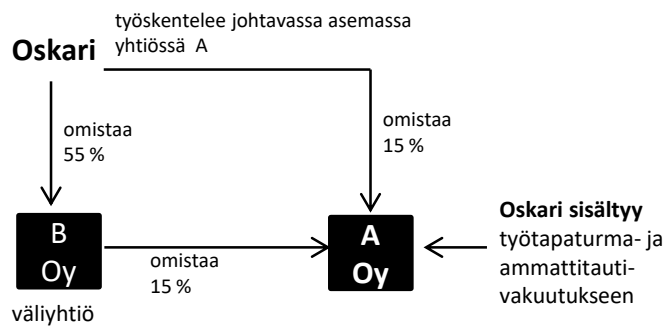 työskentelee johtavassa asemassa
yhtiössä A
Oskari
omistaa
55 %
omistaa
15 %
B
Oy
väliyhtiö
omistaa
15 %
A
Oy
Oskari sisältyy
työtapaturma- ja
ammattitauti-
vakuutukseen